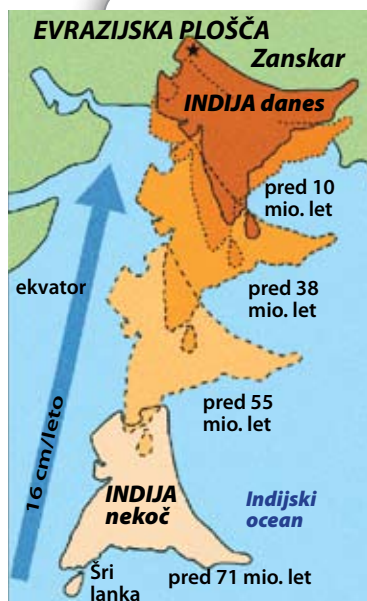 EVRAZIJSKA PLOŠČA
Zanskar
INDIJA danes
pred 10
mio. let
ekvator
pred 38
mio. let
pred 55
mio. let
16 cm/leto
INDIJA
nekoč
Indijski
ocean
Šri
lanka
pred 71 mio. let